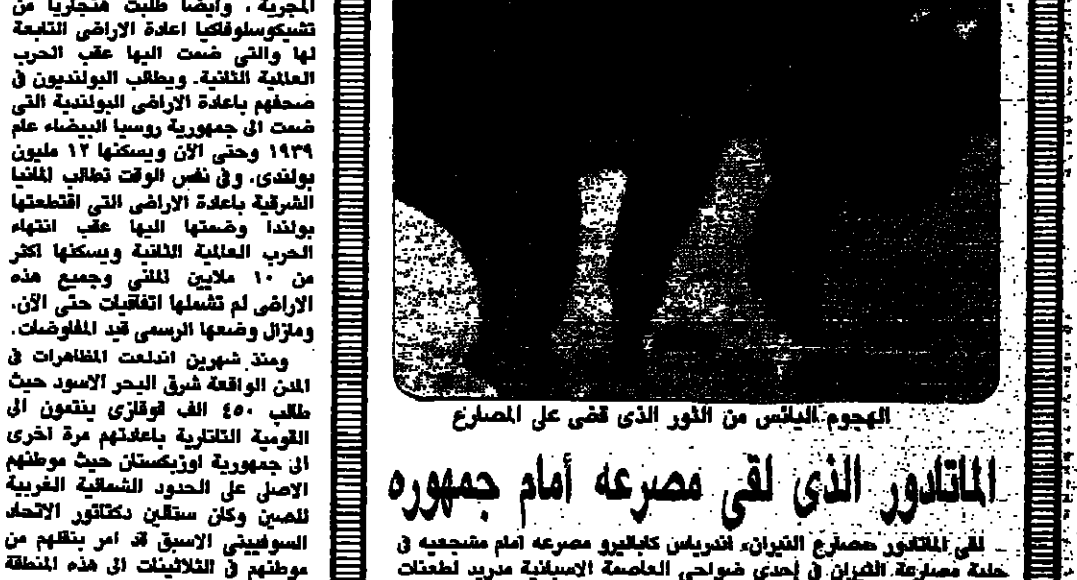 المجرية، وأيضا طلبت هنجاريا من
تشيكوسلوفاكيا اعادة الاراضى التابعة
لها والتى ضمت اليها عقب الحرب
العالمية الثانية. ويطالب البولنديون فى
صحفهم باعادة الاراضى البولندية التى
ضمت الى جمهورية روسيا البيضاء عام
١٩٣٩ وحتى الآن ويسكنها ١٢ مليون
بولندى. وفى نفس الوقت تطالب المانيا
الشرقية باعادة الاراضى التى اقتطعتها
بولندا وضمتها اليها عقب انتهاء
الحرب العالمية الثانية ويسكنها اكثر
من ١٠ ملايين المانى وجميع هذه
الاراضى لم تشملها اتفاقيات حتى الآن.
ومازال وضعها الرسمى قيد المفاوضات.
ومنذ شهرين اندلعت المظاهرات فى
المدن الواقعة شرق البحر الاسود حيث
طالب ٤٥٠ الف قوقازى ينتمون الى
القومية التاتارية باعادتهم مرة اخرى
الى جمهورية اوزبكستان حيث موطنهم
الاصلى على الحدود الشمالية الغربية
للصين وكان ستالين دكتاتور الاتحاد
السوفييتى الاسبق قد امر بنقلهم من
موطنهم فى الثلاثينات الى هذه المنطقة
الهجوم اليائس من الثور الذى قضى على المصارع
الماتادور الذى لقى مصرعه أمام جمهوره
لقى الماتادور «مصارع الثيران» اندرياس كاباليرو مصرعه امام مشجعيه فى
حلبة مصارعة الثيران فى إحدى ضواحى العاصمة الاسبانية مدريد لطعنات